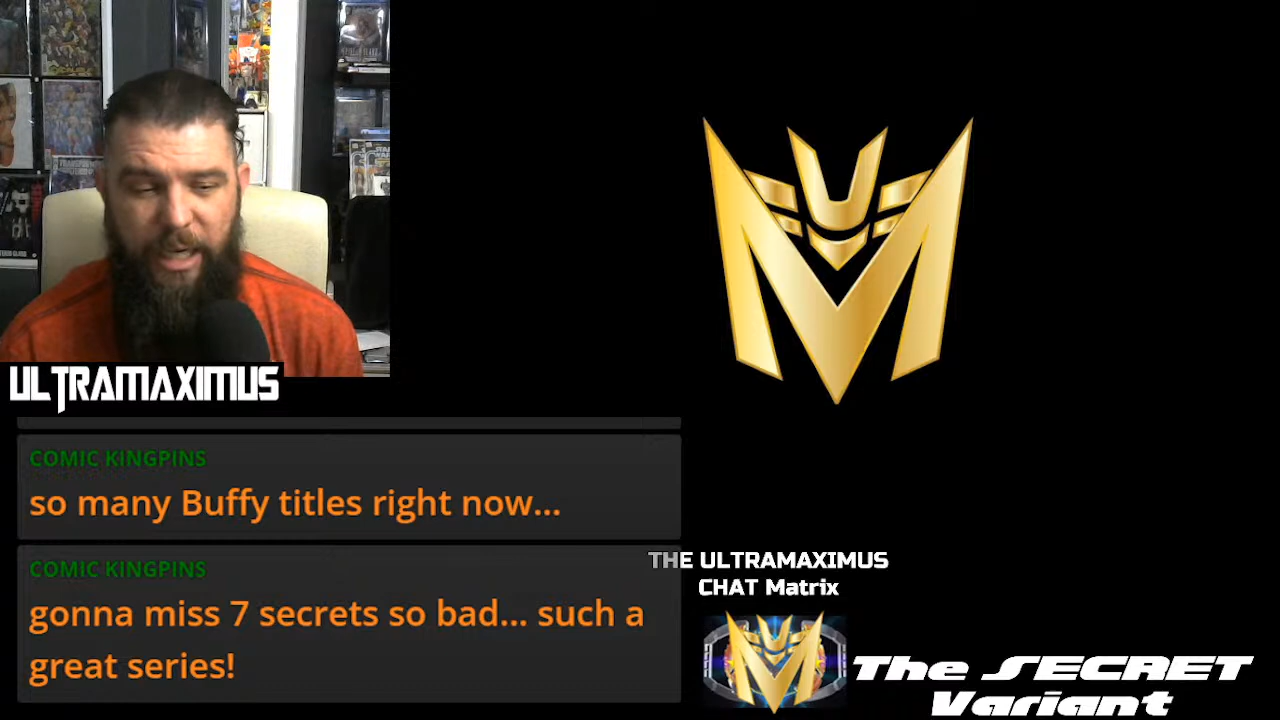 ULTRAMAXIMUS
COMIC KINGPINS
so many Buffy titles right now...
COMIC KINGPINS
gonna miss 7 secrets so bad... such a
great series!
THE ULTRAMAXIMUS
CHAT Matrix
The SECRET
Variant